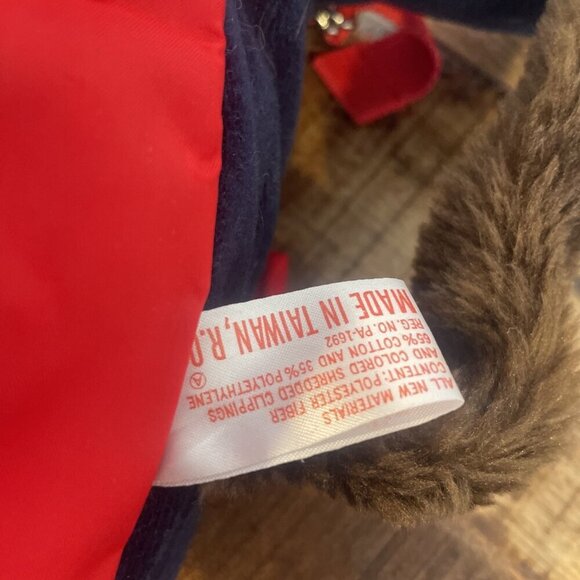 ALL NEW MATERIALS
CONTENT: POLYESTER FIBER
AND COLORED SHREDDED CLIPPINGS
65% COTTON AND 35% POLYETHYLENE
REG. NO. PA-1692 A
MADE IN TAIWAN, R.O